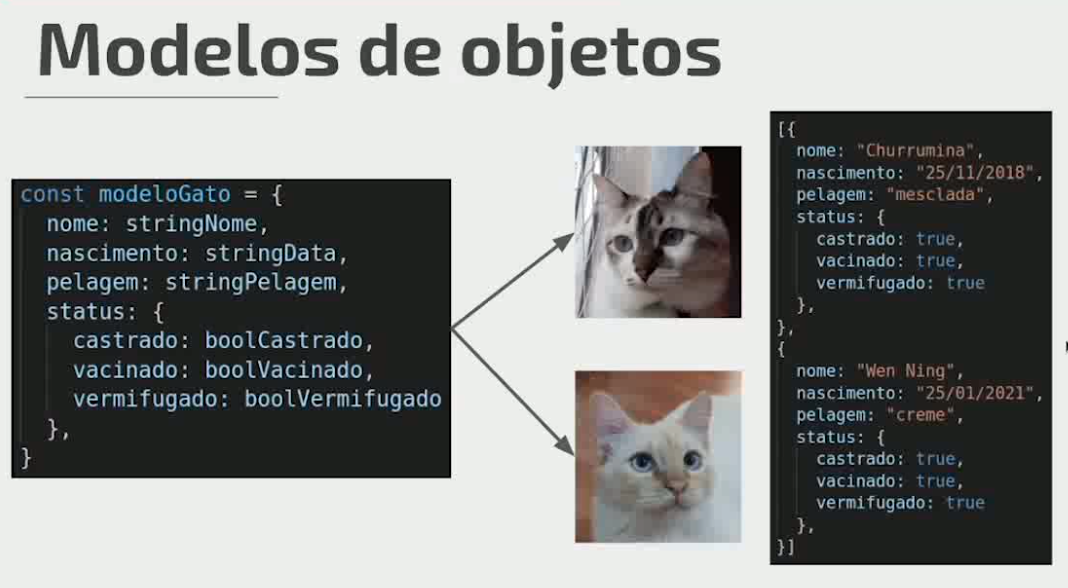 Modelos de objetos
const modeloGato = {
nome: stringNome,
nascimento: stringData,
pelagem: stringPelagem,
status: {
castrado: boolCastrado,
vacinado: boolVacinado,
vermifugado: boolVermifugado
},
}
[{
nome: "Churrumina",
nascimento: "25/11/2018",
pelagem: "mesclada",
status: {
castrado: true,
vacinado: true,
vermifugado: true
},
},
{
nome: "Wen Ning",
nascimento: "25/01/2021",
pelagem: "creme",
status: {
castrado: true,
vacinado: true,
vermifugado: true
},
}]